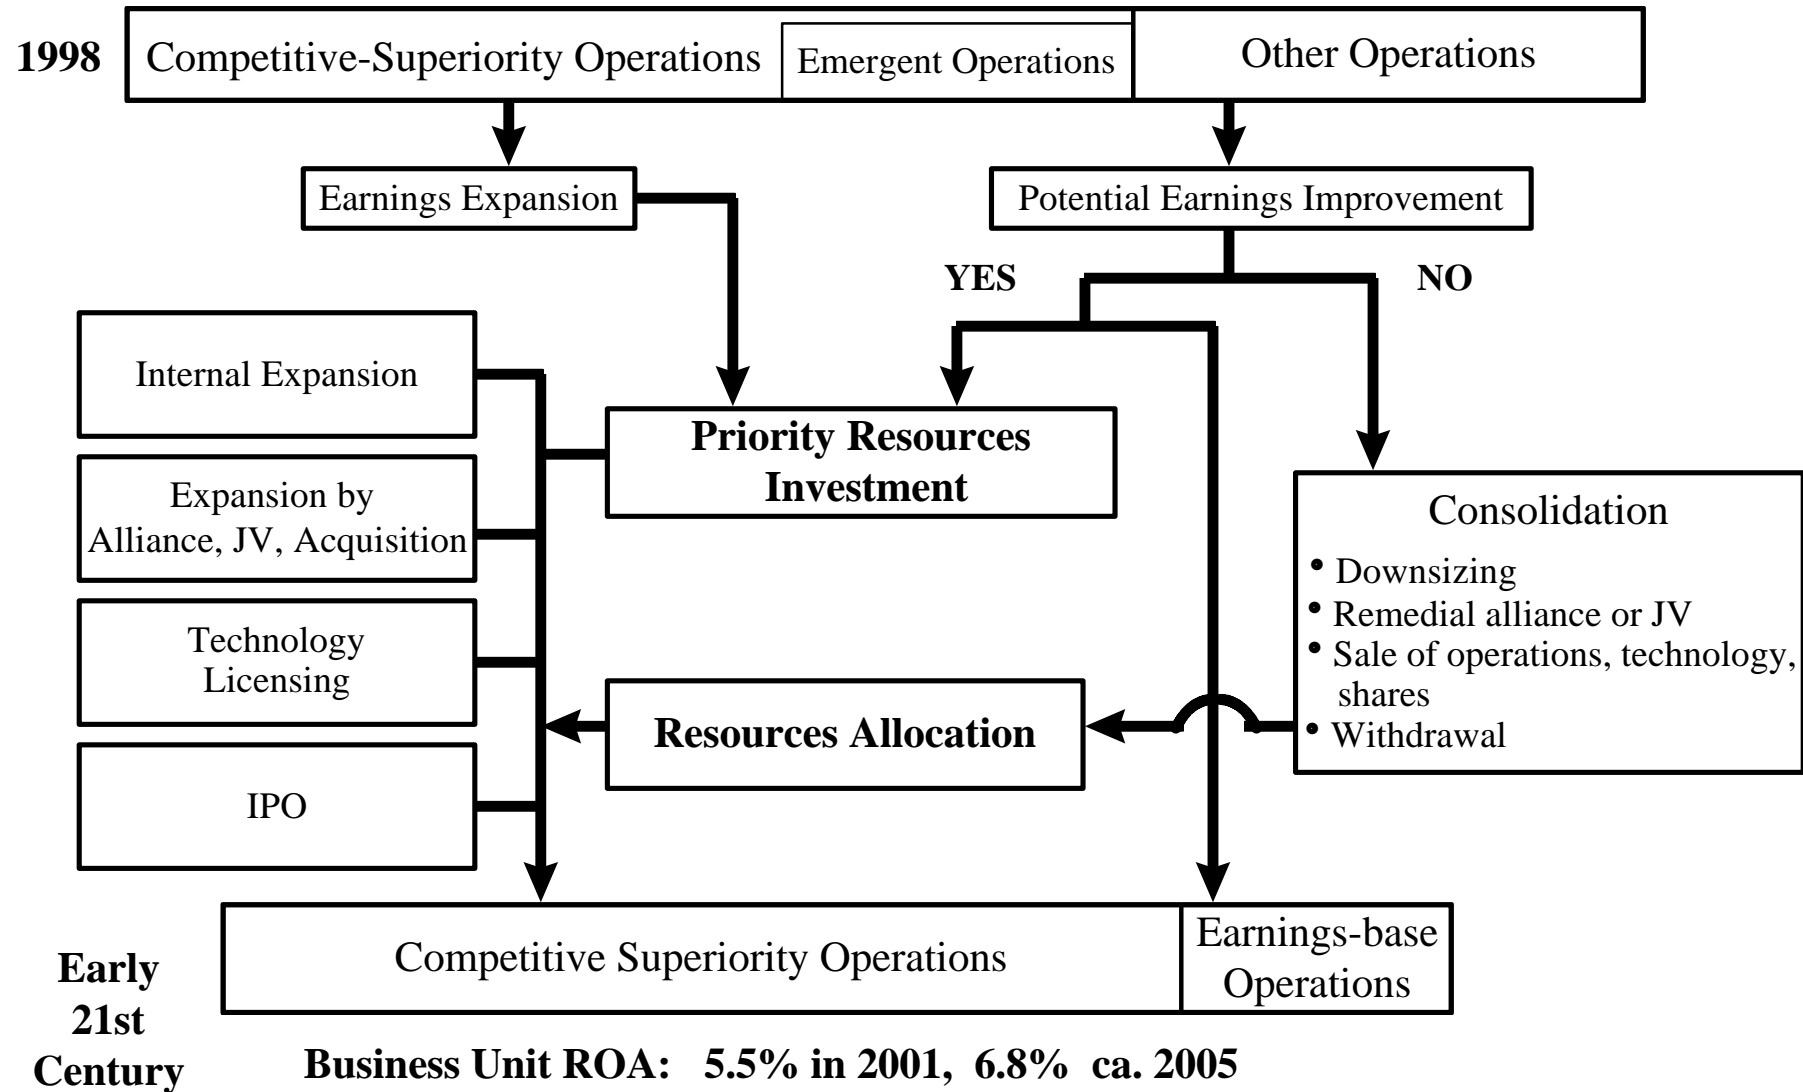 1998
Competitive-Superiority Operations
Emergent Operations
Other Operations
Earnings Expansion
Potential Earnings Improvement
YES
NO
Internal Expansion
Priority Resources
Investment
Expansion by
Alliance, JV, Acquisition
Consolidation
• Downsizing
• Remedial alliance or JV
• Sale of operations, technology,
shares
• Withdrawal
Technology
Licensing
Resources Allocation
IPO
Competitive Superiority Operations
Earnings-base
Operations
Early
21st
Century
Business Unit ROA: 5.5% in 2001, 6.8% ca. 2005